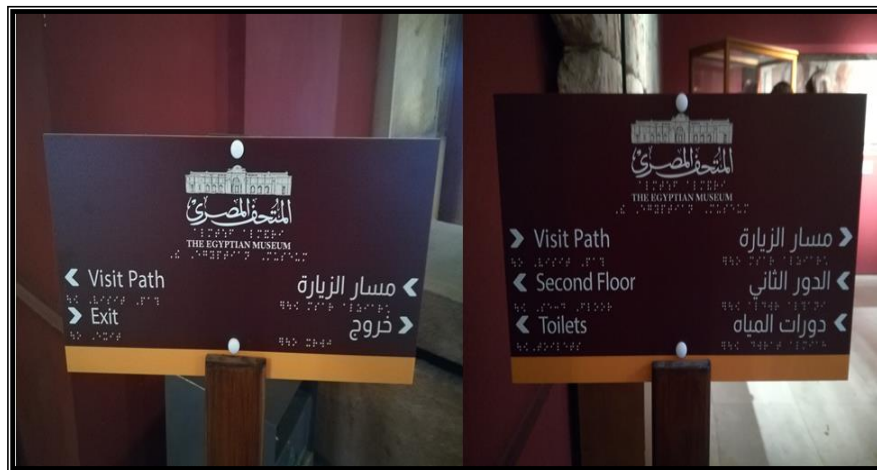 المتحف المصري
THE EGYPTIAN MUSEUM
Visit Path مسار الزيارة
Exit خروج
المتحف المصري
THE EGYPTIAN MUSEUM
Visit Path مسار الزيارة
Second Floor الدور الثاني
Toilets دورات المياه